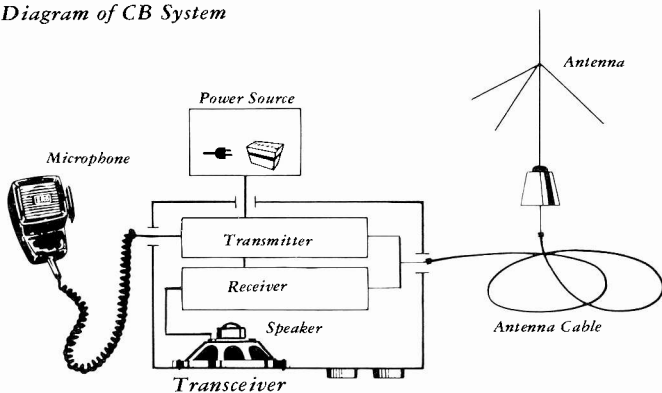 Diagram of CB System
Antenna
Power Source
Microphone
Transmitter
Receiver
Speaker
Antenna Cable
Transceiver